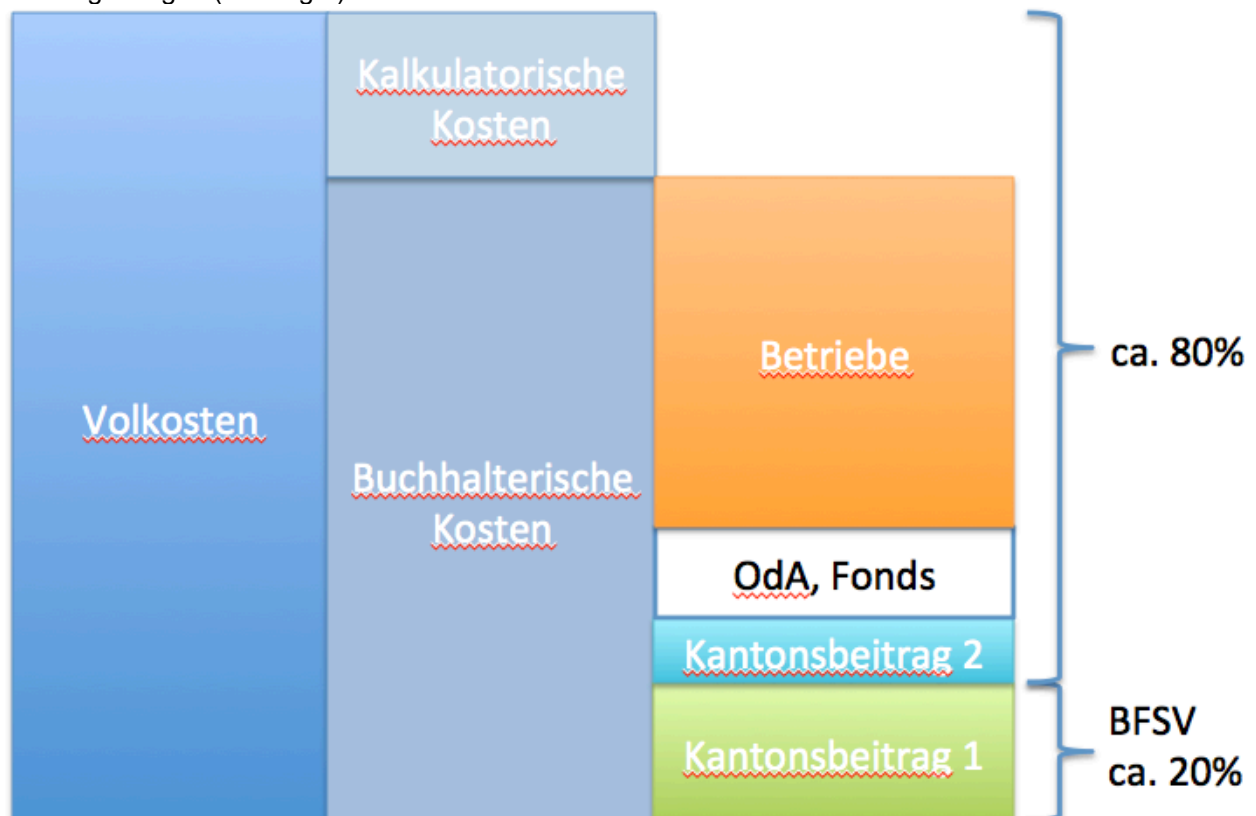 Kalkulatorische
Kosten
Volkosten
Buchhalterische
Kosten
Betriebe
OdA, Fonds
Kantonsbeitrag 2
Kantonsbeitrag 1
ca. 80%
BFSV
ca. 20%